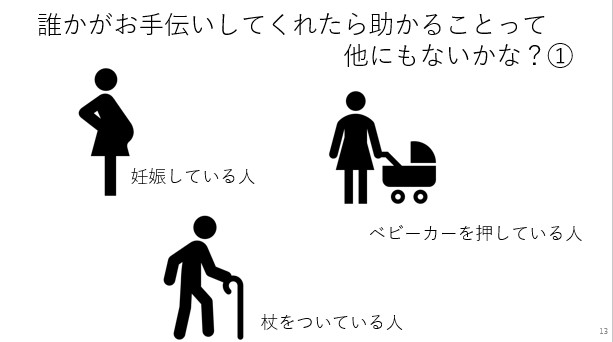 誰かがお手伝いしてくれたら助かることって
他にもないかな？①
妊娠している人
ベビーカーを押している人
杖をついている人
13